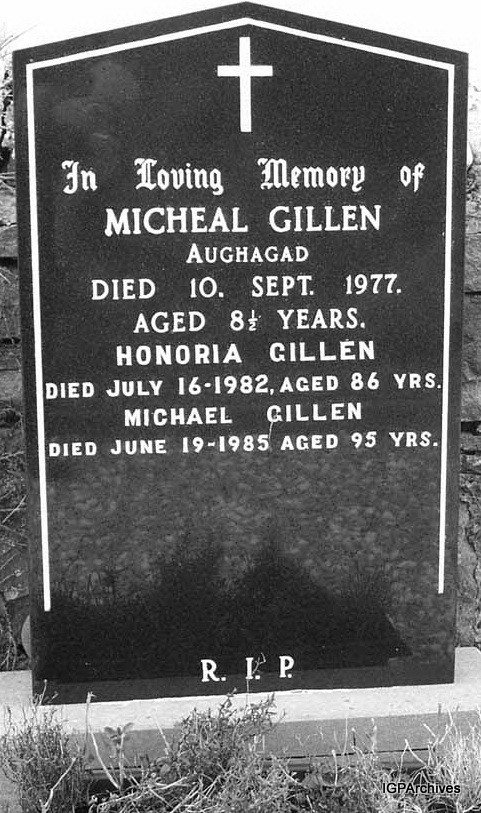 In Loving Memory of
MICHEAL GILLEN
AUGHAGAD
DIED 10. SEPT. 1977.
AGED 8½ YEARS.
HONORIA GILLEN
DIED JULY 16-1982, AGED 86 YRS.
MICHAEL GILLEN
DIED JUNE 19-1985 AGED 95 YRS.
R. I. P.
IGPArchives